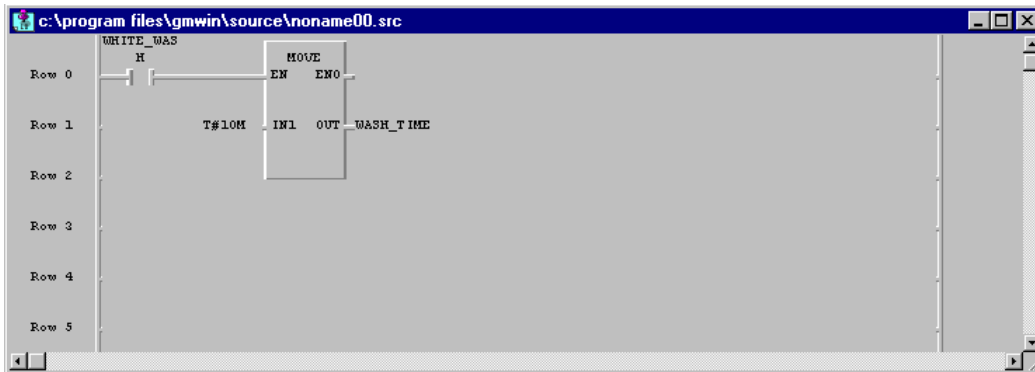 c:\program files\gmwin\source\noname00.src
WHITE_WAS
H
MOVE
Row 0
EN ENO
Row 1
T#10M IN1 OUT WASH_TIME
Row 2
Row 3
Row 4
Row 5